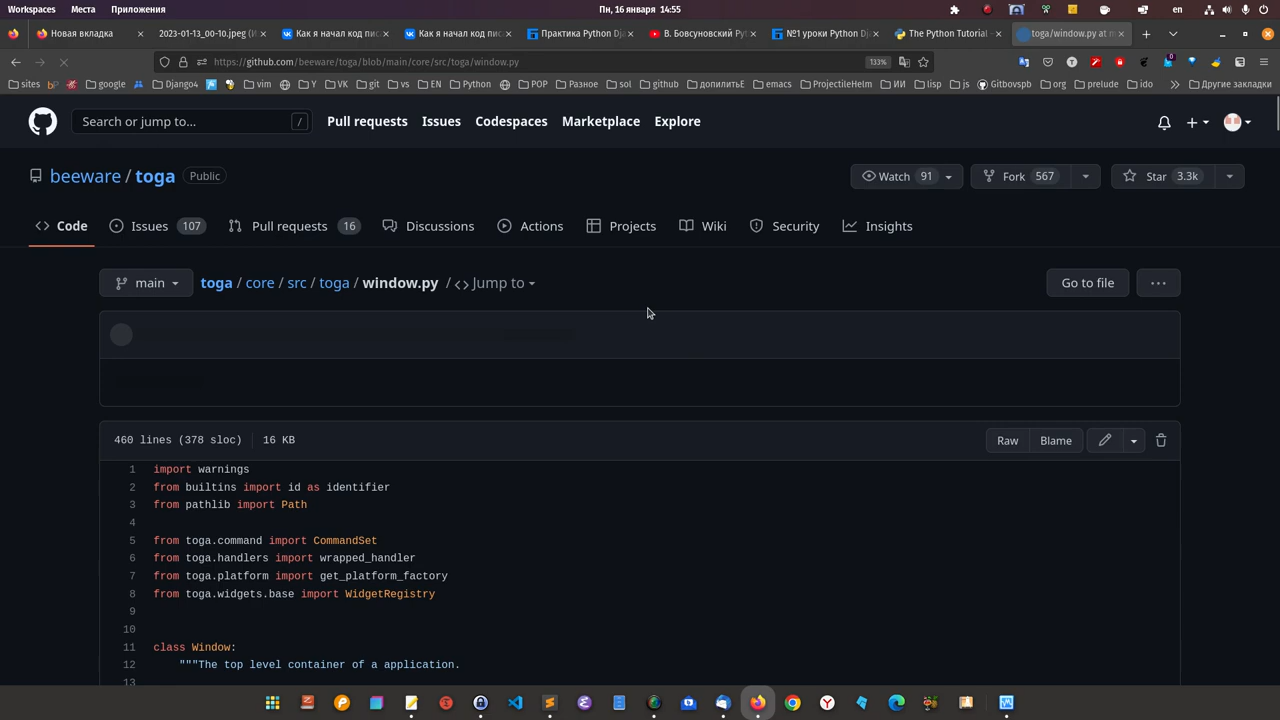 Workspaces Места Приложения Пн, 16 января 14:55 en
Новая вкладка 2023-01-13_00-10.jpeg (И Как я начал код пис Как я начал код пис Практика Python Dj В. Бовсуновский Py №1 уроки Python Dj The Python Tutorial toga/window.py at m
https://github.com/beeware/toga/blob/main/core/src/toga/window.py 133%
sites google Django4 vim Y VK git vs EN Python POP Разное sol github допилитьЕ emacs ProjectileHelm ИИ lisp js Gitbovspb org prelude ido Другие закладки
Search or jump to... / Pull requests Issues Codespaces Marketplace Explore
beeware / toga Public Watch 91 Fork 567 Star 3.3k
Code Issues 107 Pull requests 16 Discussions Actions Projects Wiki Security Insights
main toga / core / src / toga / window.py / <> Jump to Go to file ...
460 lines (378 sloc) 16 KB Raw Blame
1 import warnings
2 from builtins import id as identifier
3 from pathlib import Path
4
5 from toga.command import CommandSet
6 from toga.handlers import wrapped_handler
7 from toga.platform import get_platform_factory
8 from toga.widgets.base import WidgetRegistry
9
10
11 class Window:
12 """The top level container of a application.
13